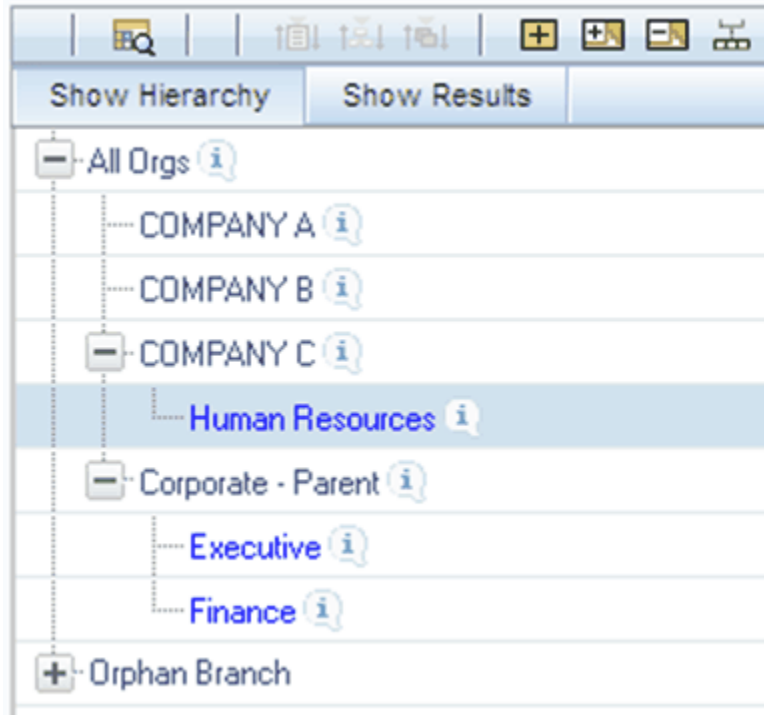 Show Hierarchy Show Results
All Orgs
COMPANY A
COMPANY B
COMPANY C
Human Resources
Corporate - Parent
Executive
Finance
Orphan Branch